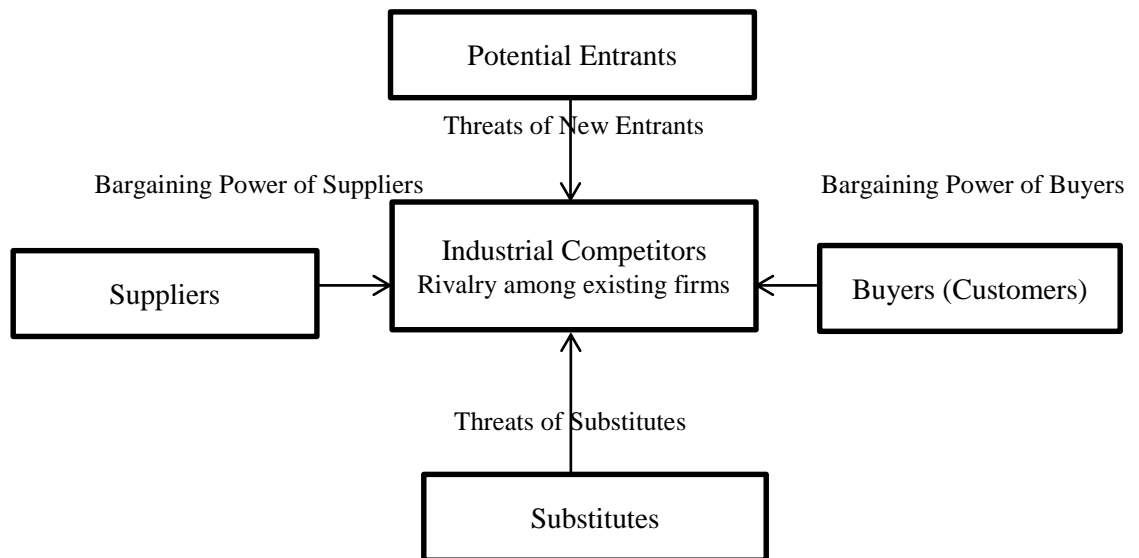 Potential Entrants
Threats of New Entrants
Bargaining Power of Suppliers
Bargaining Power of Buyers
Industrial Competitors
Rivalry among existing firms
Suppliers
Buyers (Customers)
Threats of Substitutes
Substitutes